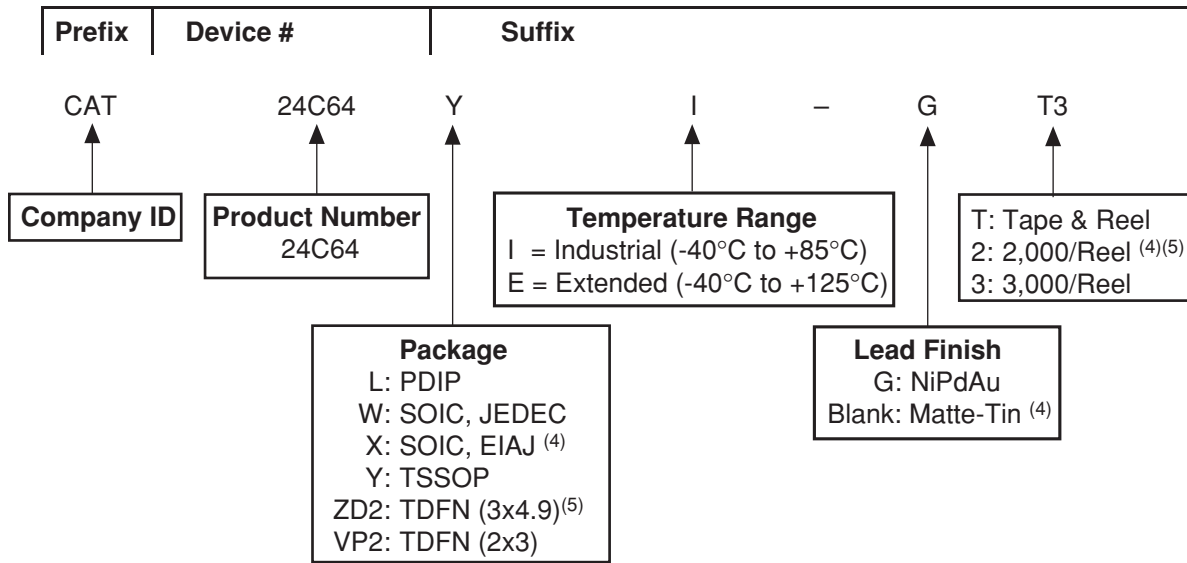 Prefix Device # Suffix
CAT 24C64 Y I – G T3
Company ID
Product Number
24C64
Temperature Range
I = Industrial (-40°C to +85°C)
E = Extended (-40°C to +125°C)
T: Tape & Reel
2: 2,000/Reel (4)(5)
3: 3,000/Reel
Package
L: PDIP
W: SOIC, JEDEC
X: SOIC, EIAJ (4)
Y: TSSOP
ZD2: TDFN (3x4.9)(5)
VP2: TDFN (2x3)
Lead Finish
G: NiPdAu
Blank: Matte-Tin (4)